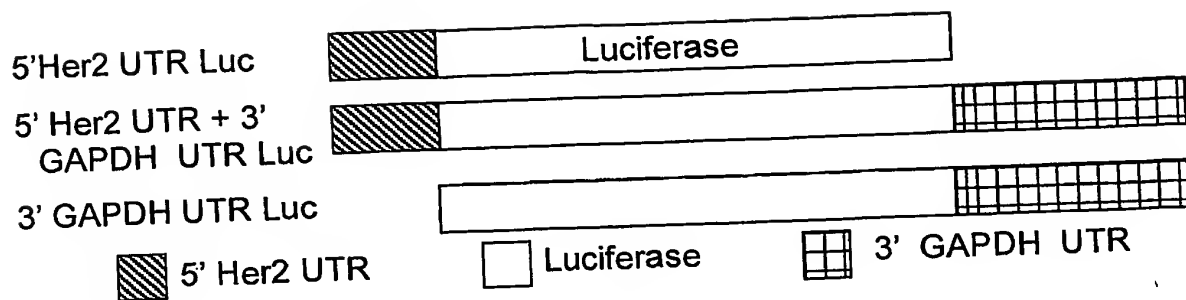 5'Her2 UTR Luc
Luciferase
5' Her2 UTR + 3'
GAPDH UTR Luc
3' GAPDH UTR Luc
5' Her2 UTR
Luciferase
3' GAPDH UTR